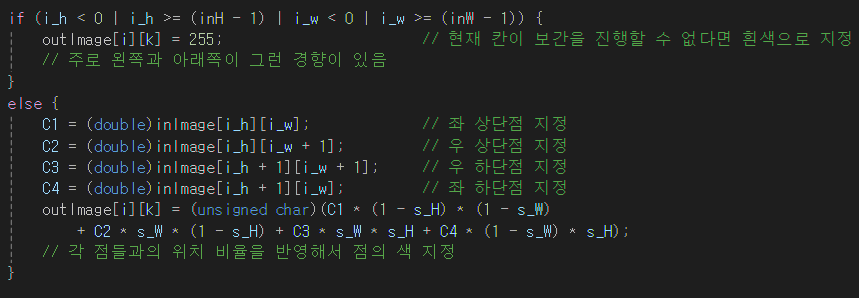 if (i_h < 0 | i_h >= (inH - 1) | i_w < 0 | i_w >= (inW - 1)) {
outImage[i][k] = 255; // 현재 칸이 보간을 진행할 수 없다면 흰색으로 지정
// 주로 왼쪽과 아래쪽이 그런 경향이 있음
}
else {
C1 = (double)inImage[i_h][i_w]; // 좌 상단점 지정
C2 = (double)inImage[i_h][i_w + 1]; // 우 상단점 지정
C3 = (double)inImage[i_h + 1][i_w + 1]; // 우 하단점 지정
C4 = (double)inImage[i_h + 1][i_w]; // 좌 하단점 지정
outImage[i][k] = (unsigned char)(C1 * (1 - s_H) * (1 - s_W)
+ C2 * s_W * (1 - s_H) + C3 * s_W * s_H + C4 * (1 - s_W) * s_H);
// 각 점들과의 위치 비율을 반영해서 점의 색 지정
}